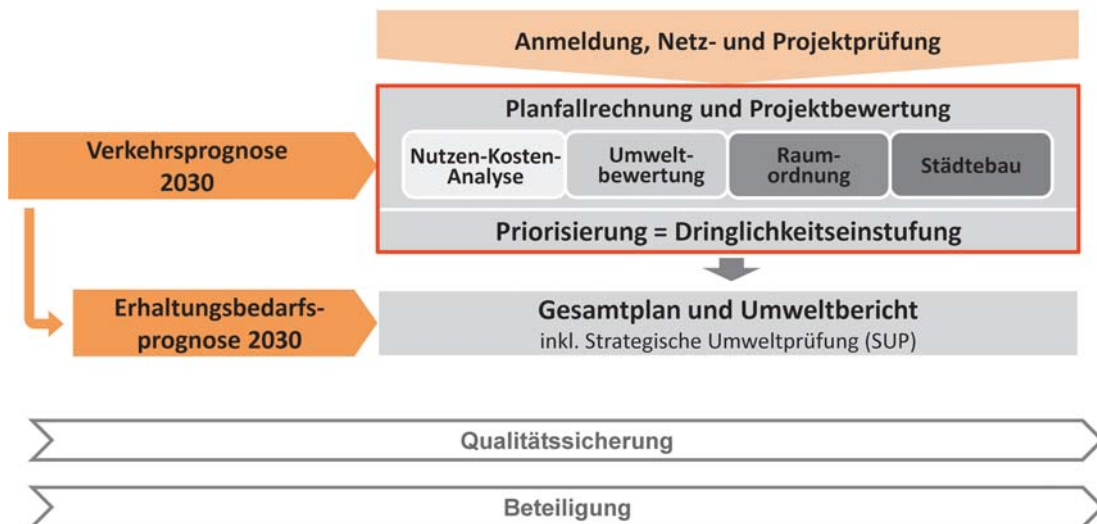 Anmeldung, Netz- und Projektprüfung
Planfallrechnung und Projektbewertung
Verkehrsprognose
2030
Nutzen-Kosten-
Analyse
Umwelt-
bewertung
Raum-
ordnung
Städtebau
Priorisierung = Dringlichkeitseinstufung
Erhaltungsbedarfs-
prognose 2030
Gesamtplan und Umweltbericht
inkl. Strategische Umweltprüfung (SUP)
Qualitätssicherung
Beteiligung